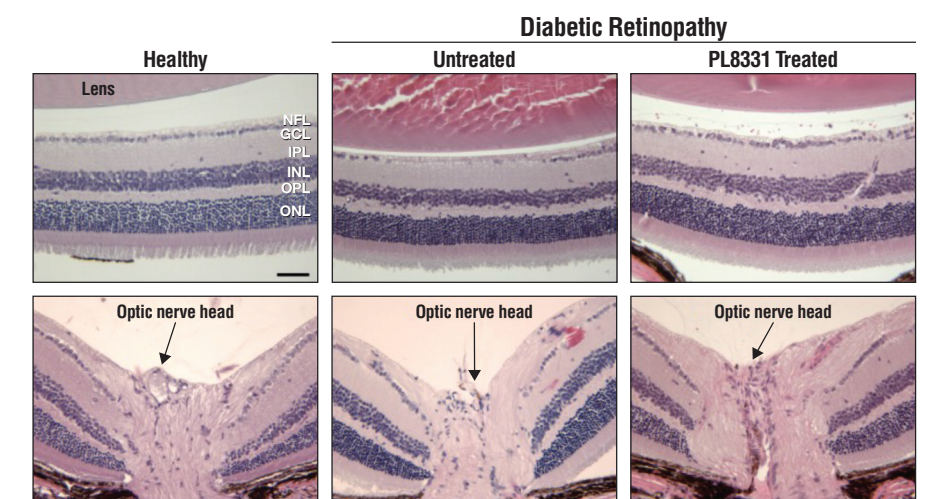 Diabetic Retinopathy
Healthy
Untreated
PL8331 Treated
Lens
NFL
GCL
IPL
INL
OPL
ONL
Optic nerve head
Optic nerve head
Optic nerve head